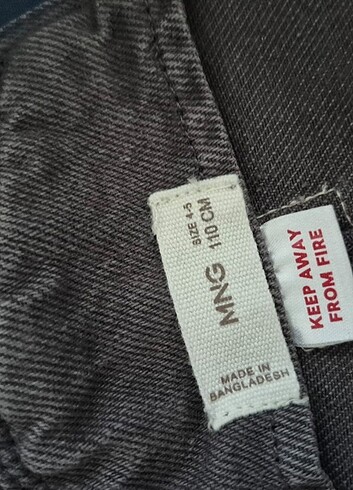 SIZE 4-5
110 CM
MNG
MADE IN
BANGLADESH
KEEP AWAY
FROM FIRE